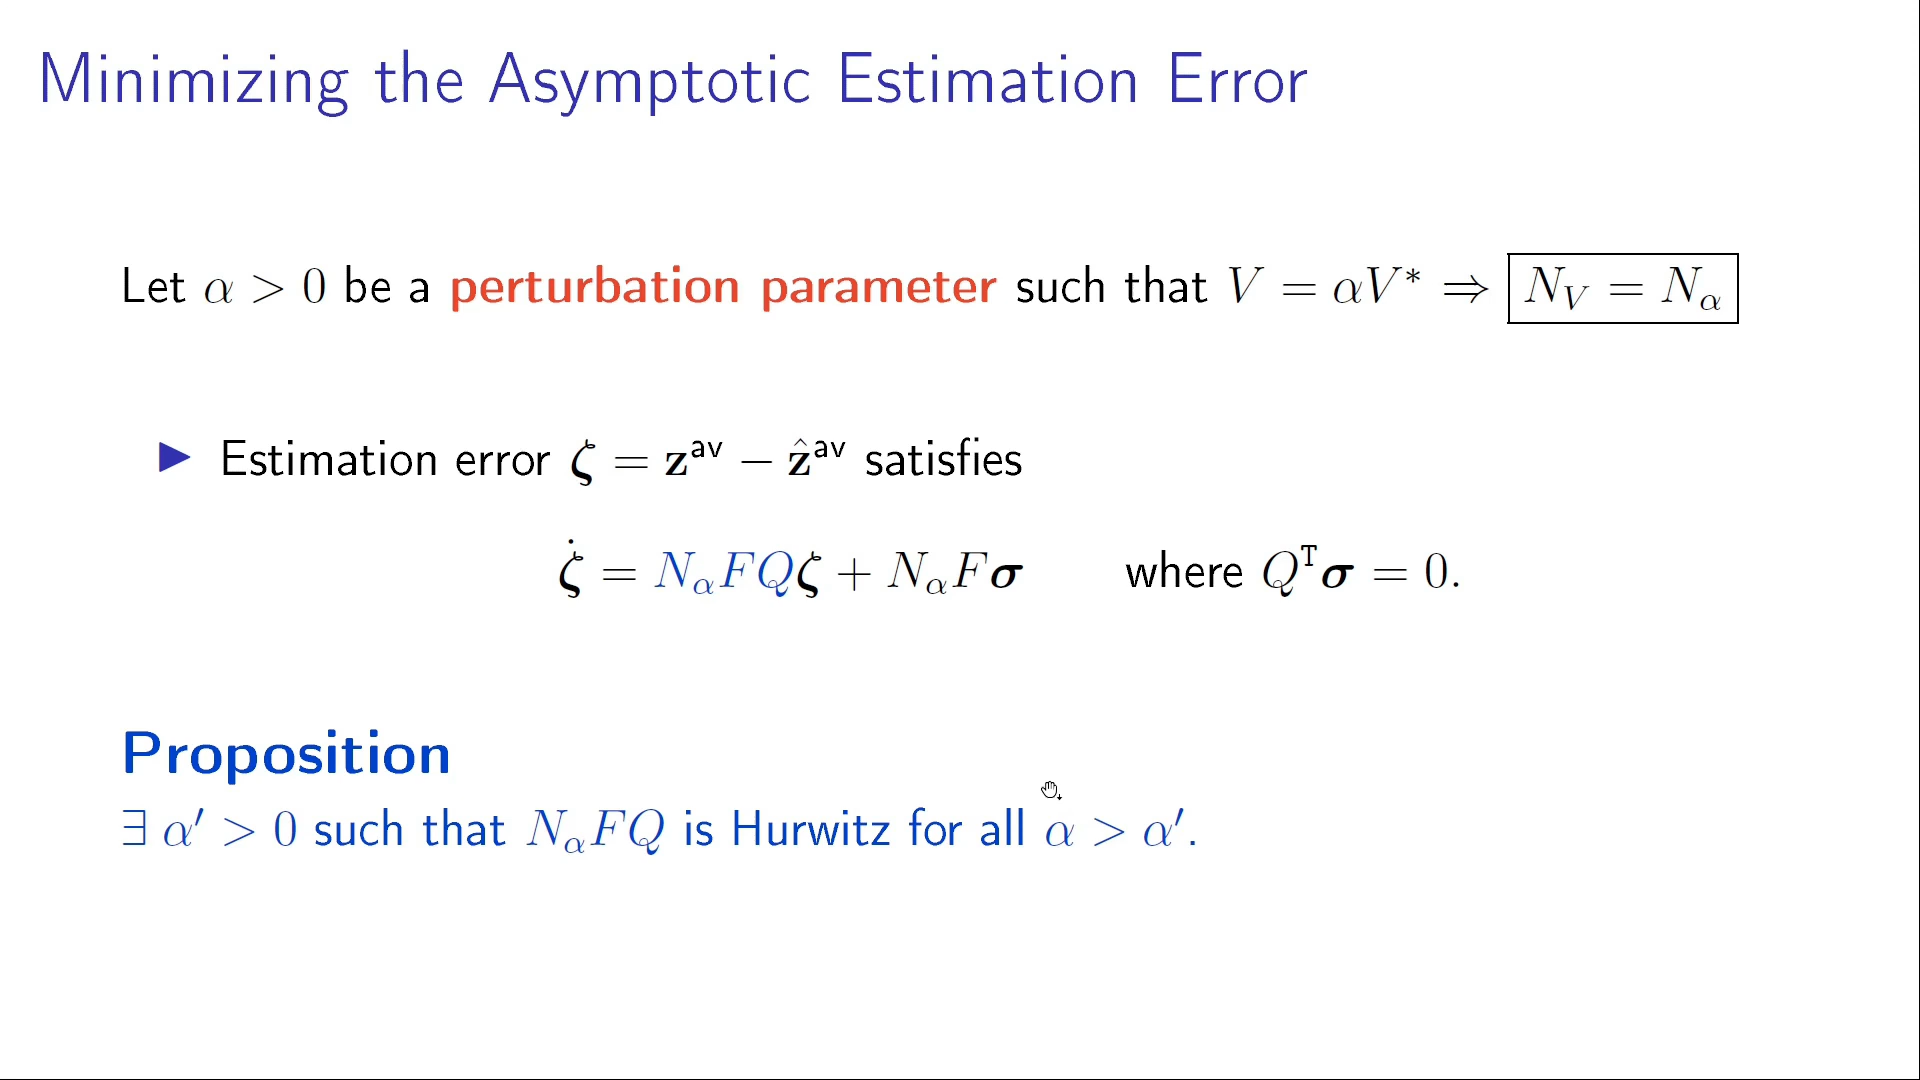 Minimizing the Asymptotic Estimation Error
Let α > 0 be a perturbation parameter such that V = αV* ⇒ N_V = N_α
▶ Estimation error ζ = z^av − ẑ^av satisfies
ζ̇ = N_αFQζ + N_αFσ where Q^Tσ = 0.
Proposition
∃ α′ > 0 such that N_αFQ is Hurwitz for all α > α′.